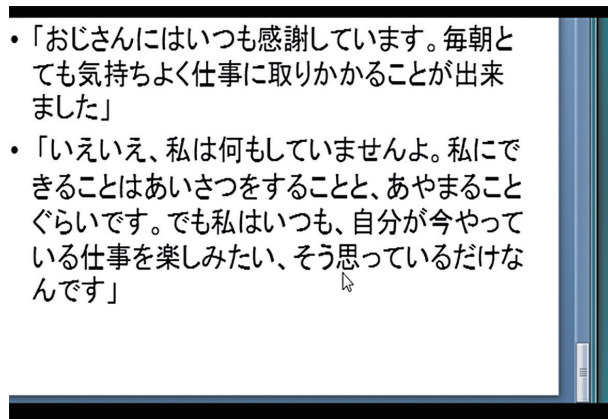 • 「おじさんにはいつも感謝しています。毎朝と
ても気持ちよく仕事に取りかかることが出来
ました」
• 「いえいえ、私は何もしていませんよ。私にで
きることはあいさつをすることと、あやまること
ぐらいです。でも私はいつも、自分が今やって
いる仕事を楽しみたい、そう思っているだけな
んです」